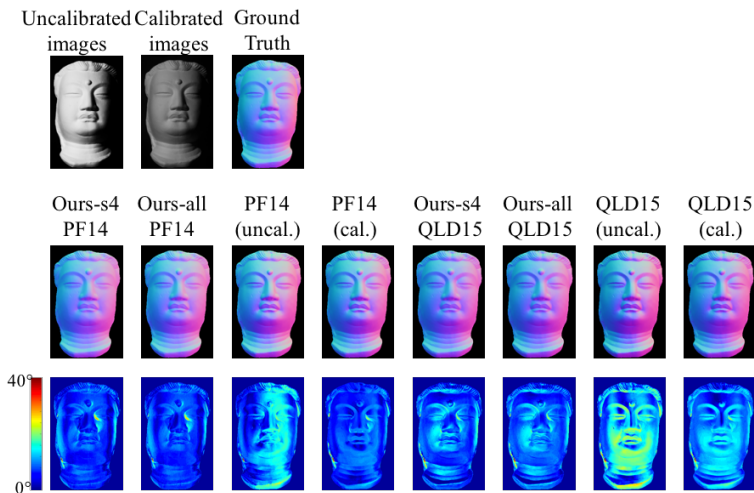 Uncalibrated Calibrated Ground
images images Truth
Ours-s4 Ours-all PF14 PF14 Ours-s4 Ours-all QLD15 QLD15
PF14 PF14 (uncal.) (cal.) QLD15 QLD15 (uncal.) (cal.)
40°
0°